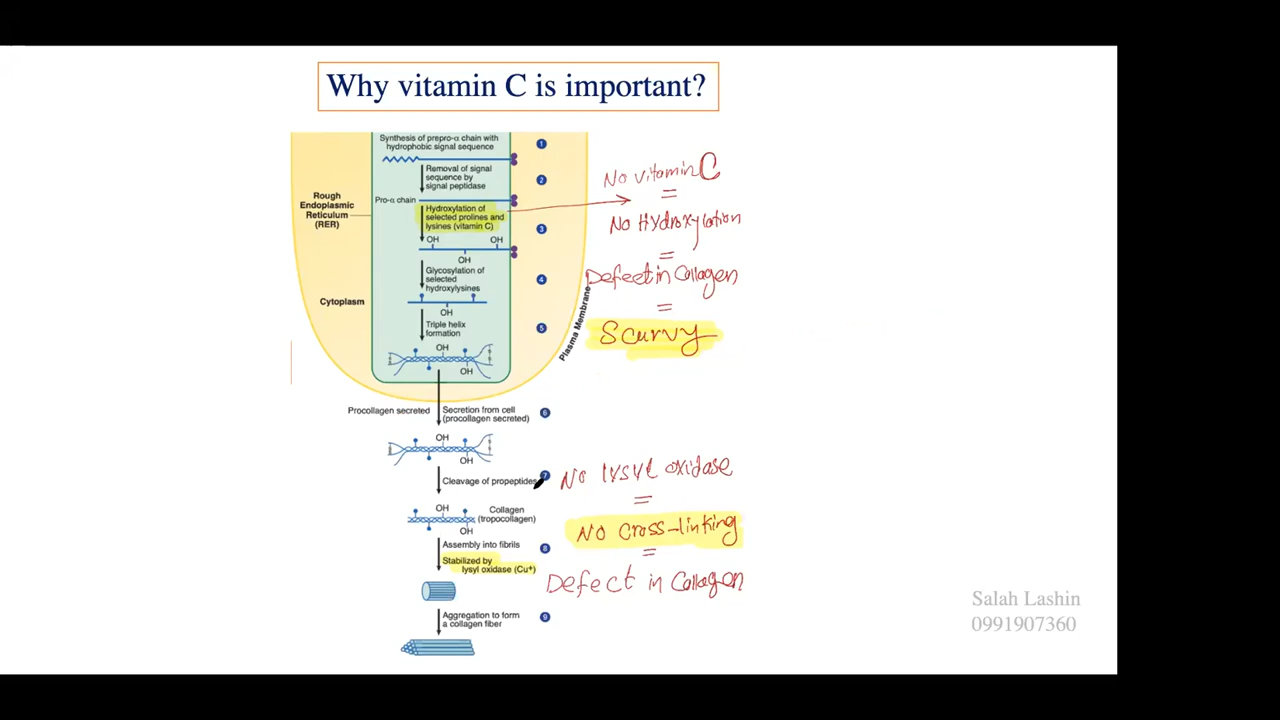 Why vitamin C is important?
Synthesis of prepro-α chain with
hydrophobic signal sequence
1
Removal of signal
sequence by
signal peptidase
2
Pro-α chain
Rough
Endoplasmic
Reticulum
(RER)
Hydroxylation of
selected prolines and
lysines (vitamin C)
3
OH
OH
OH
Glycosylation of
selected
hydroxylysines
4
Cytoplasm
OH
Triple helix
formation
5
OH
OH
Plasma Membrane
Procollagen secreted
Secretion from cell
(procollagen secreted)
6
OH
OH
Cleavage of propeptides
7
OH
Collagen
(tropocollagen)
OH
Assembly into fibrils
8
Stabilized by
lysyl oxidase (Cu+)
Aggregation to form
a collagen fiber
9
No vitamin C
=
No Hydroxylation
=
Defect in Collagen
=
Scurvy
No lysyl oxidase
=
No cross-linking
=
Defect in Collagen
Salah Lashin
0991907360